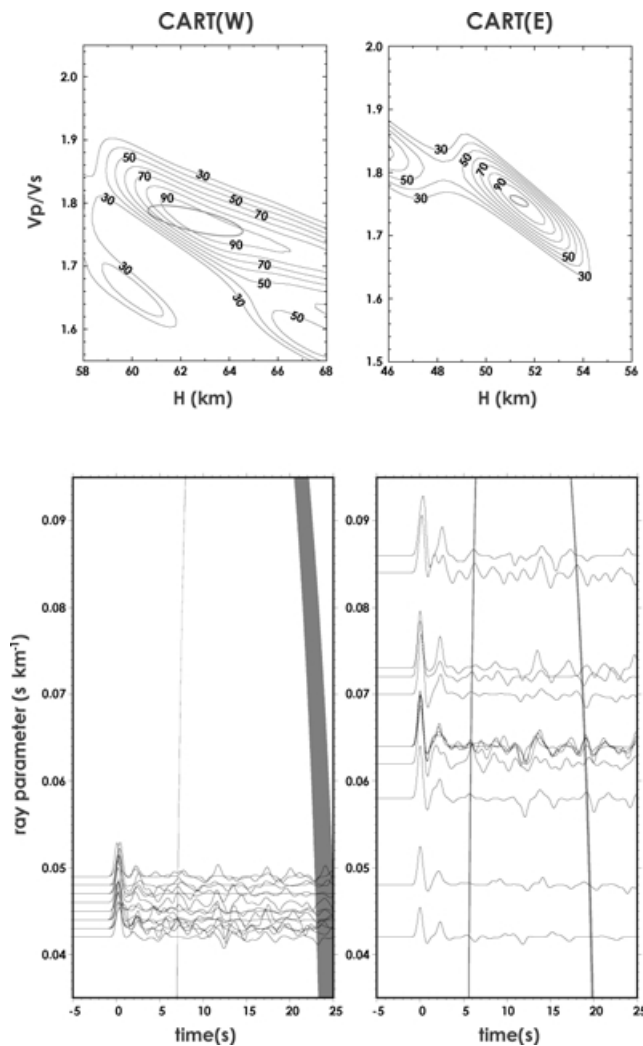 CART(W) CART(E)
2.0 2.0
1.9 1.9
1.8 1.8
1.7 1.7
1.6 1.6
1.5
Vp/Vs
30 50 70 90 30 50 70 90 70 50 30 30 30 50
30 50 30 50 70 90 50 30
58 60 62 64 66 68 46 48 50 52 54 56
H (km) H (km)
0.09 0.09
0.08 0.08
0.07 0.07
0.06 0.06
0.05 0.05
0.04 0.04
ray parameter (s km-1)
-5 0 5 10 15 20 25 -5 0 5 10 15 20 25
time(s) time(s)